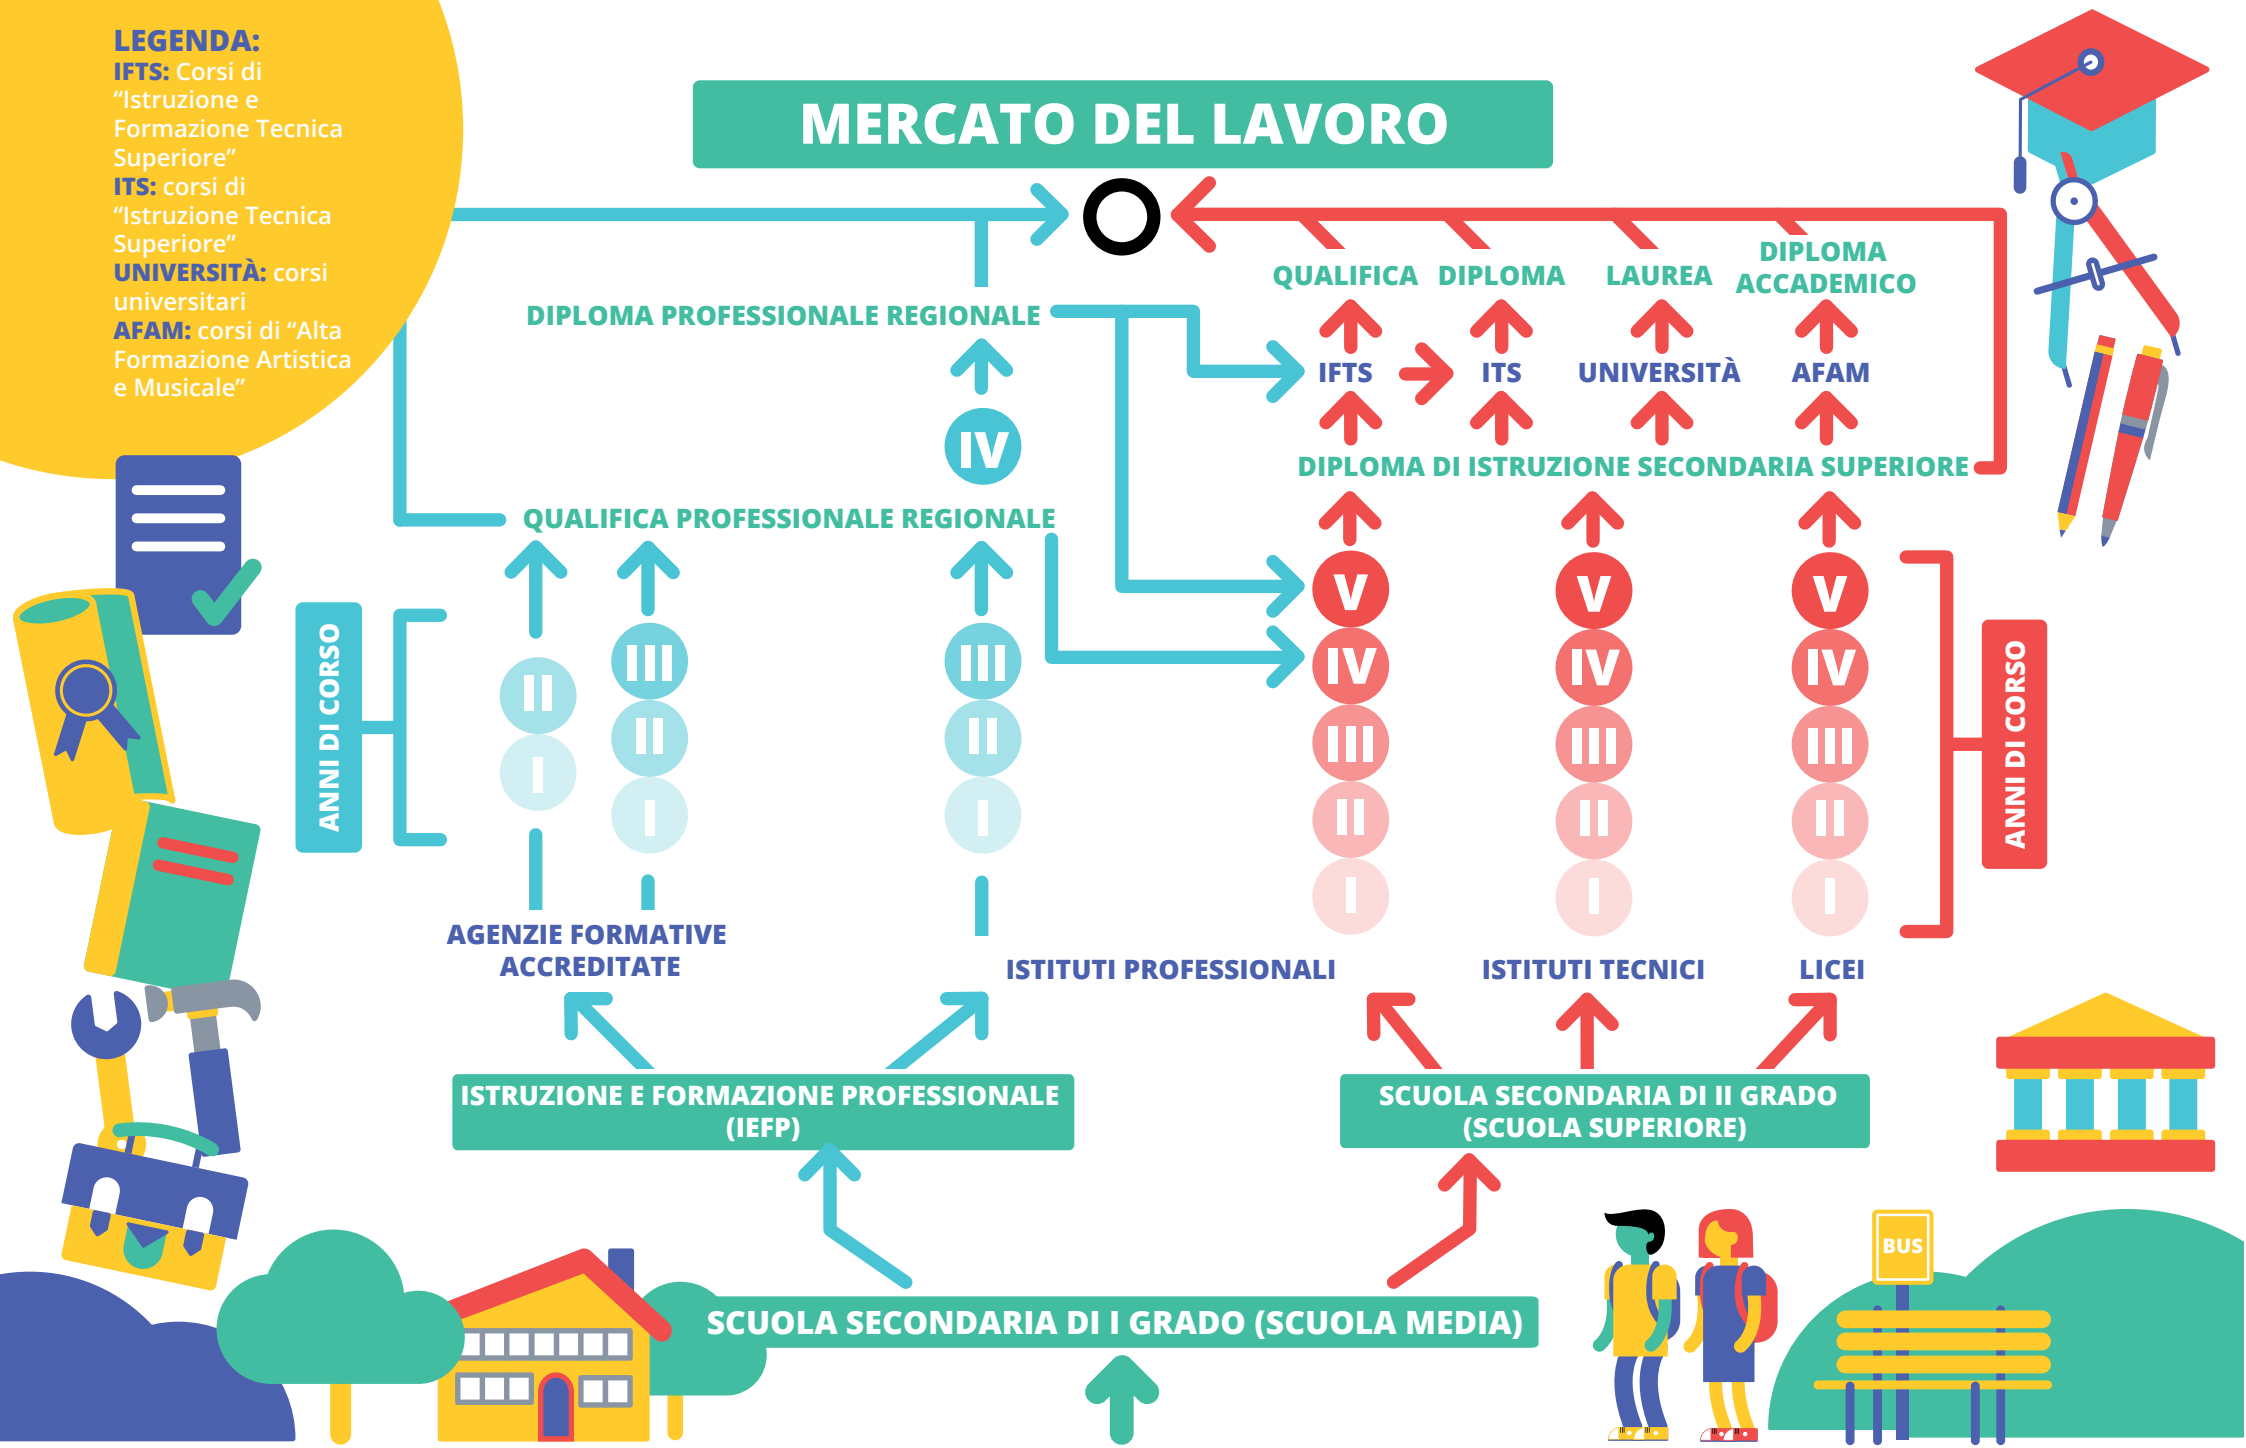 LEGENDA:
IFTS: Corsi di
“Istruzione e
Formazione Tecnica
Superiore”
ITS: corsi di
“Istruzione Tecnica
Superiore”
UNIVERSITÀ: corsi
universitari
AFAM: corsi di “Alta
Formazione Artistica
e Musicale”
MERCATO DEL LAVORO
QUALIFICA
DIPLOMA
LAUREA
DIPLOMA
ACCADEMICO
DIPLOMA PROFESSIONALE REGIONALE
IFTS
ITS
UNIVERSITÀ
AFAM
IV
DIPLOMA DI ISTRUZIONE SECONDARIA SUPERIORE
QUALIFICA PROFESSIONALE REGIONALE
ANNI DI CORSO
II
I
III
II
I
III
II
I
V
IV
III
II
I
V
IV
III
II
I
V
IV
III
II
I
ANNI DI CORSO
AGENZIE FORMATIVE
ACCREDITATE
ISTITUTI PROFESSIONALI
ISTITUTI TECNICI
LICEI
ISTRUZIONE E FORMAZIONE PROFESSIONALE
(IEFP)
SCUOLA SECONDARIA DI II GRADO
(SCUOLA SUPERIORE)
BUS
SCUOLA SECONDARIA DI I GRADO (SCUOLA MEDIA)